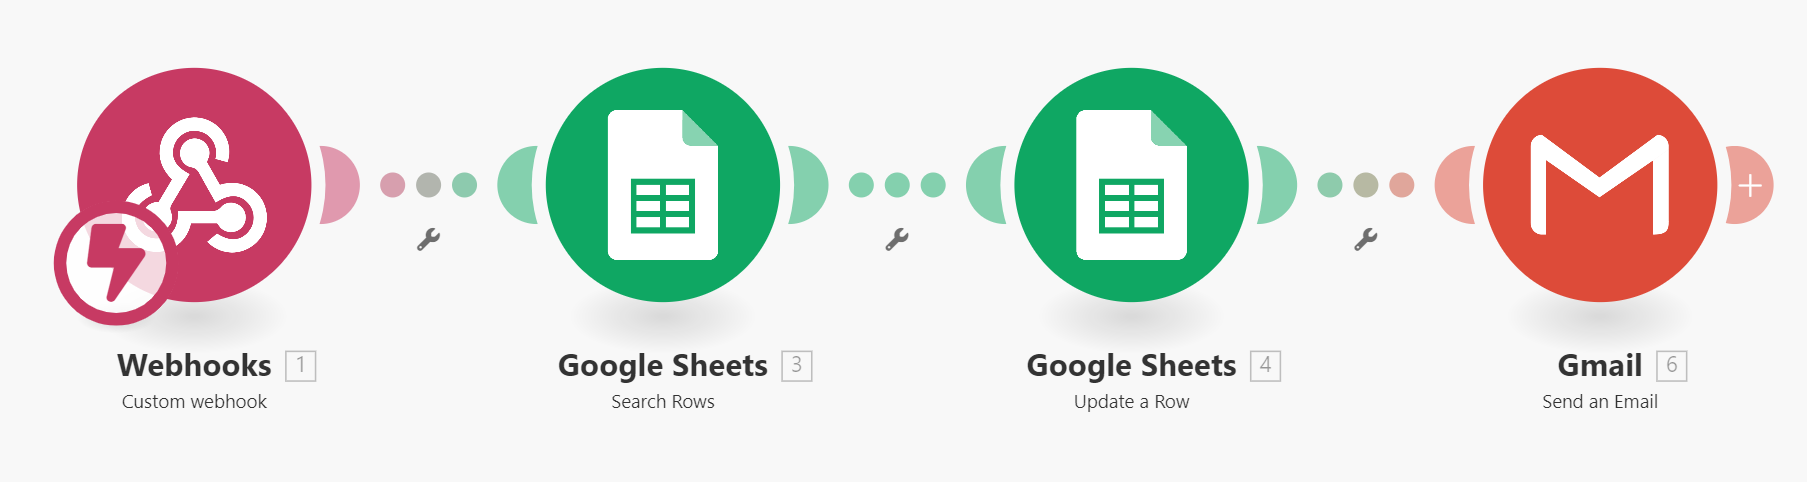 Webhooks 1
Custom webhook
Google Sheets 3
Search Rows
Google Sheets 4
Update a Row
Gmail 6
Send an Email